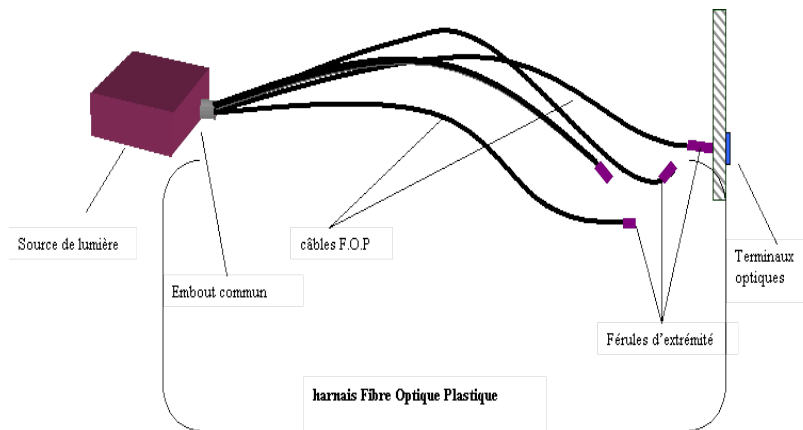 Source de lumière
câbles F.O.P
Terminaux
optiques
Embout commun
Férules d'extrémité
harnais Fibre Optique Plastique